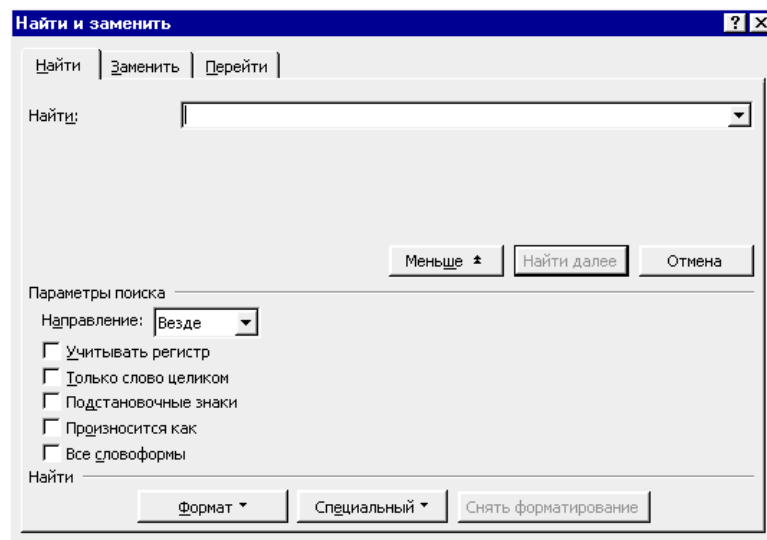 Найти и заменить
Найти Заменить Перейти
Найти:
Меньше Найти далее Отмена
Параметры поиска
Направление: Везде
Учитывать регистр
Только слово целиком
Подстановочные знаки
Произносится как
Все словоформы
Найти
Формат Специальный Снять форматирование